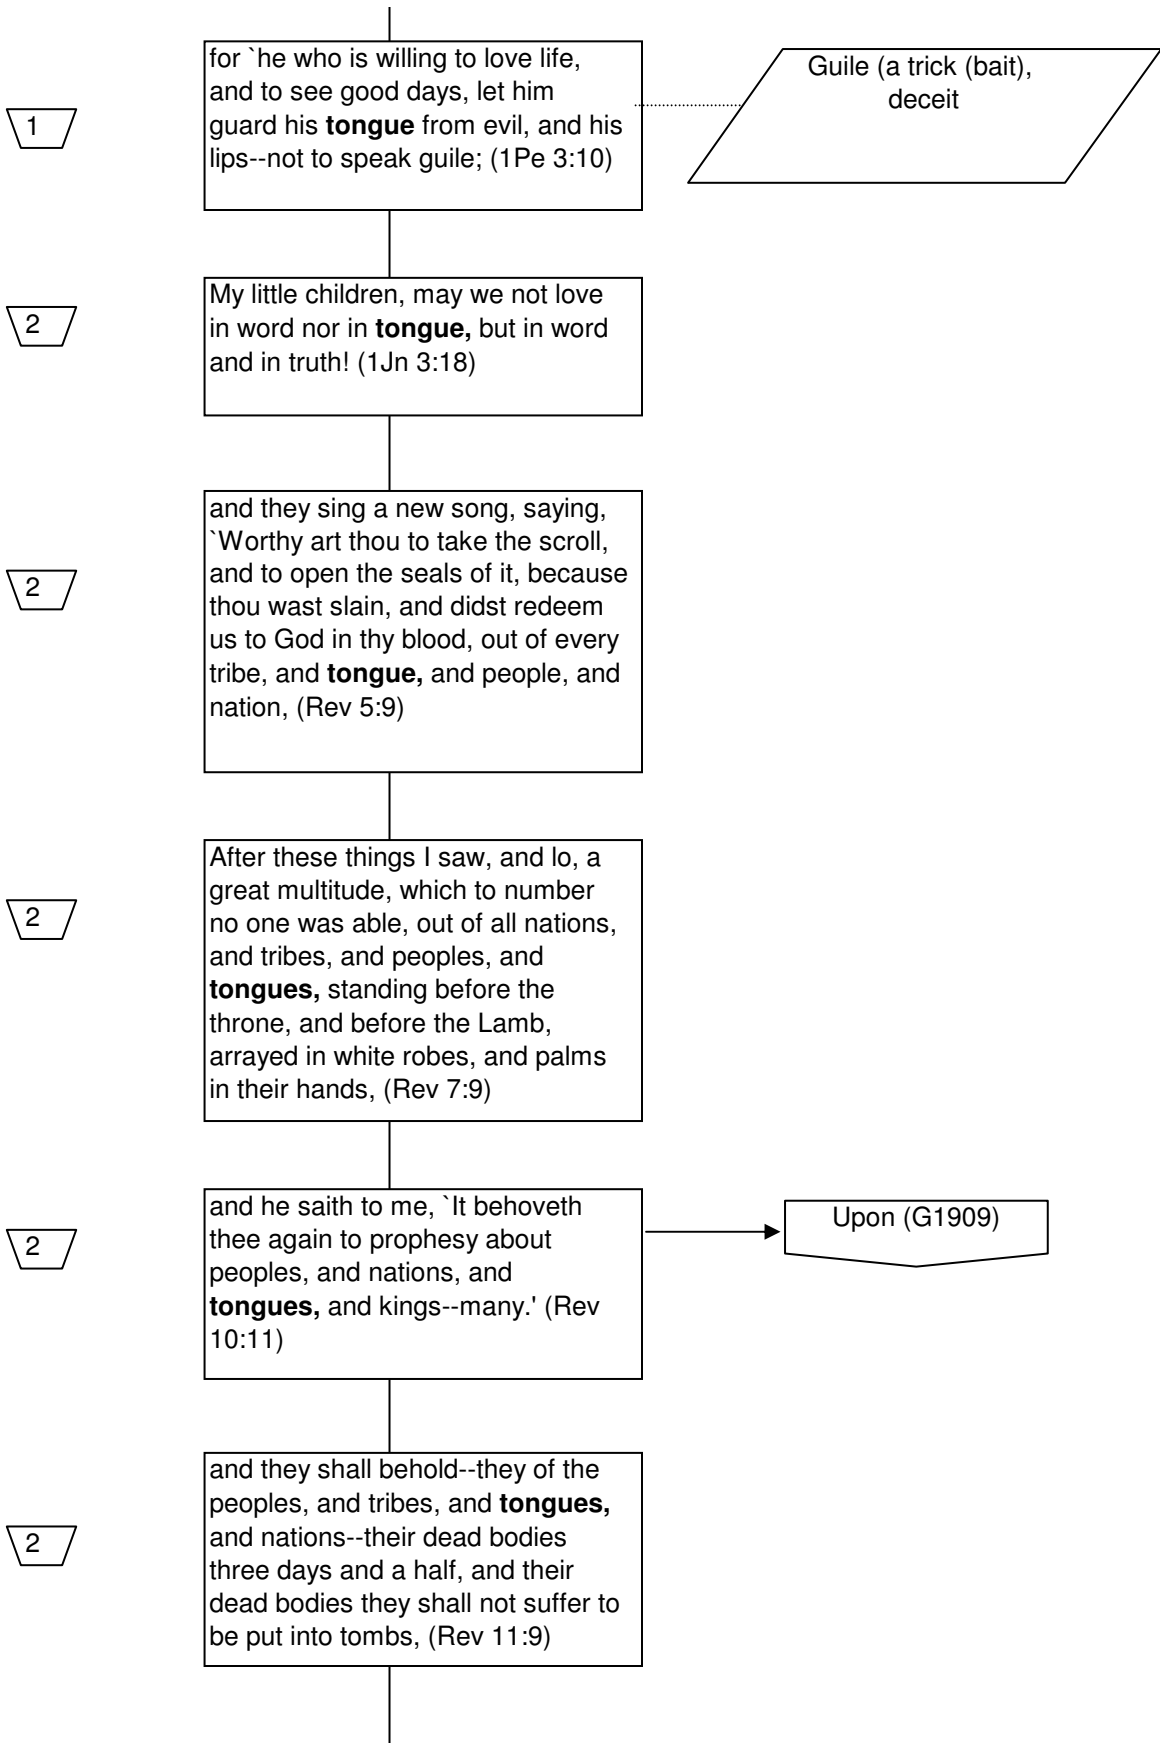 1
for `he who is willing to love life,
and to see good days, let him
guard his tongue from evil, and his
lips--not to speak guile; (1Pe 3:10)
Guile (a trick (bait),
deceit
2
My little children, may we not love
in word nor in tongue, but in word
and in truth! (1Jn 3:18)
2
and they sing a new song, saying,
`Worthy art thou to take the scroll,
and to open the seals of it, because
thou wast slain, and didst redeem
us to God in thy blood, out of every
tribe, and tongue, and people, and
nation, (Rev 5:9)
2
After these things I saw, and lo, a
great multitude, which to number
no one was able, out of all nations,
and tribes, and peoples, and
tongues, standing before the
throne, and before the Lamb,
arrayed in white robes, and palms
in their hands, (Rev 7:9)
2
and he saith to me, `It behoveth
thee again to prophesy about
peoples, and nations, and
tongues, and kings--many.' (Rev
10:11)
Upon (G1909)
2
and they shall behold--they of the
peoples, and tribes, and tongues,
and nations--their dead bodies
three days and a half, and their
dead bodies they shall not suffer to
be put into tombs, (Rev 11:9)